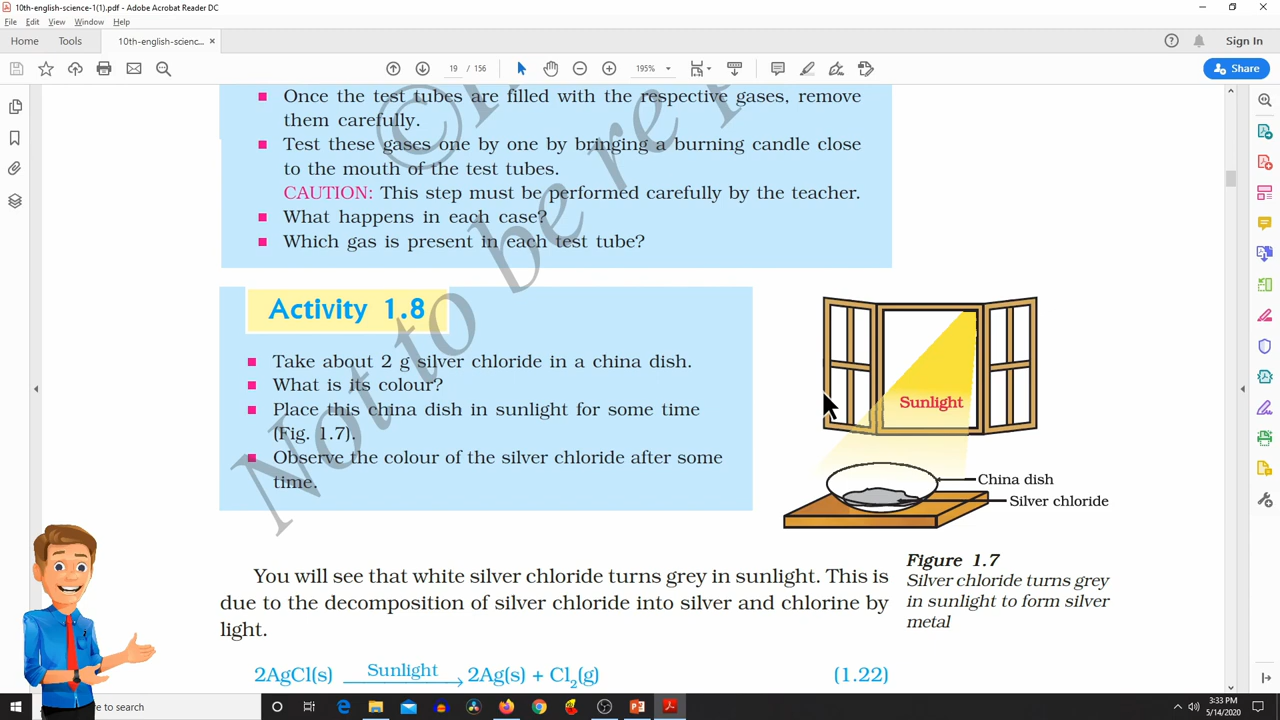 10th-english-science-1(1).pdf - Adobe Acrobat Reader DC
File Edit View Window Help
Home Tools 10th-english-scienc... × Sign In
19 / 156 195% Share
Once the test tubes are filled with the respective gases, remove
them carefully.
Test these gases one by one by bringing a burning candle close
to the mouth of the test tubes.
CAUTION: This step must be performed carefully by the teacher.
What happens in each case?
Which gas is present in each test tube?
Activity 1.8
Take about 2 g silver chloride in a china dish.
What is its colour?
Place this china dish in sunlight for some time
(Fig. 1.7).
Observe the colour of the silver chloride after some
time.
Sunlight
China dish
Silver chloride
Figure 1.7
Silver chloride turns grey
in sunlight to form silver
metal
You will see that white silver chloride turns grey in sunlight. This is
due to the decomposition of silver chloride into silver and chlorine by
light.
2AgCl(s) Sunlight → 2Ag(s) + Cl₂(g) (1.22)
Not to be re
to search
3:33 PM
5/14/2020